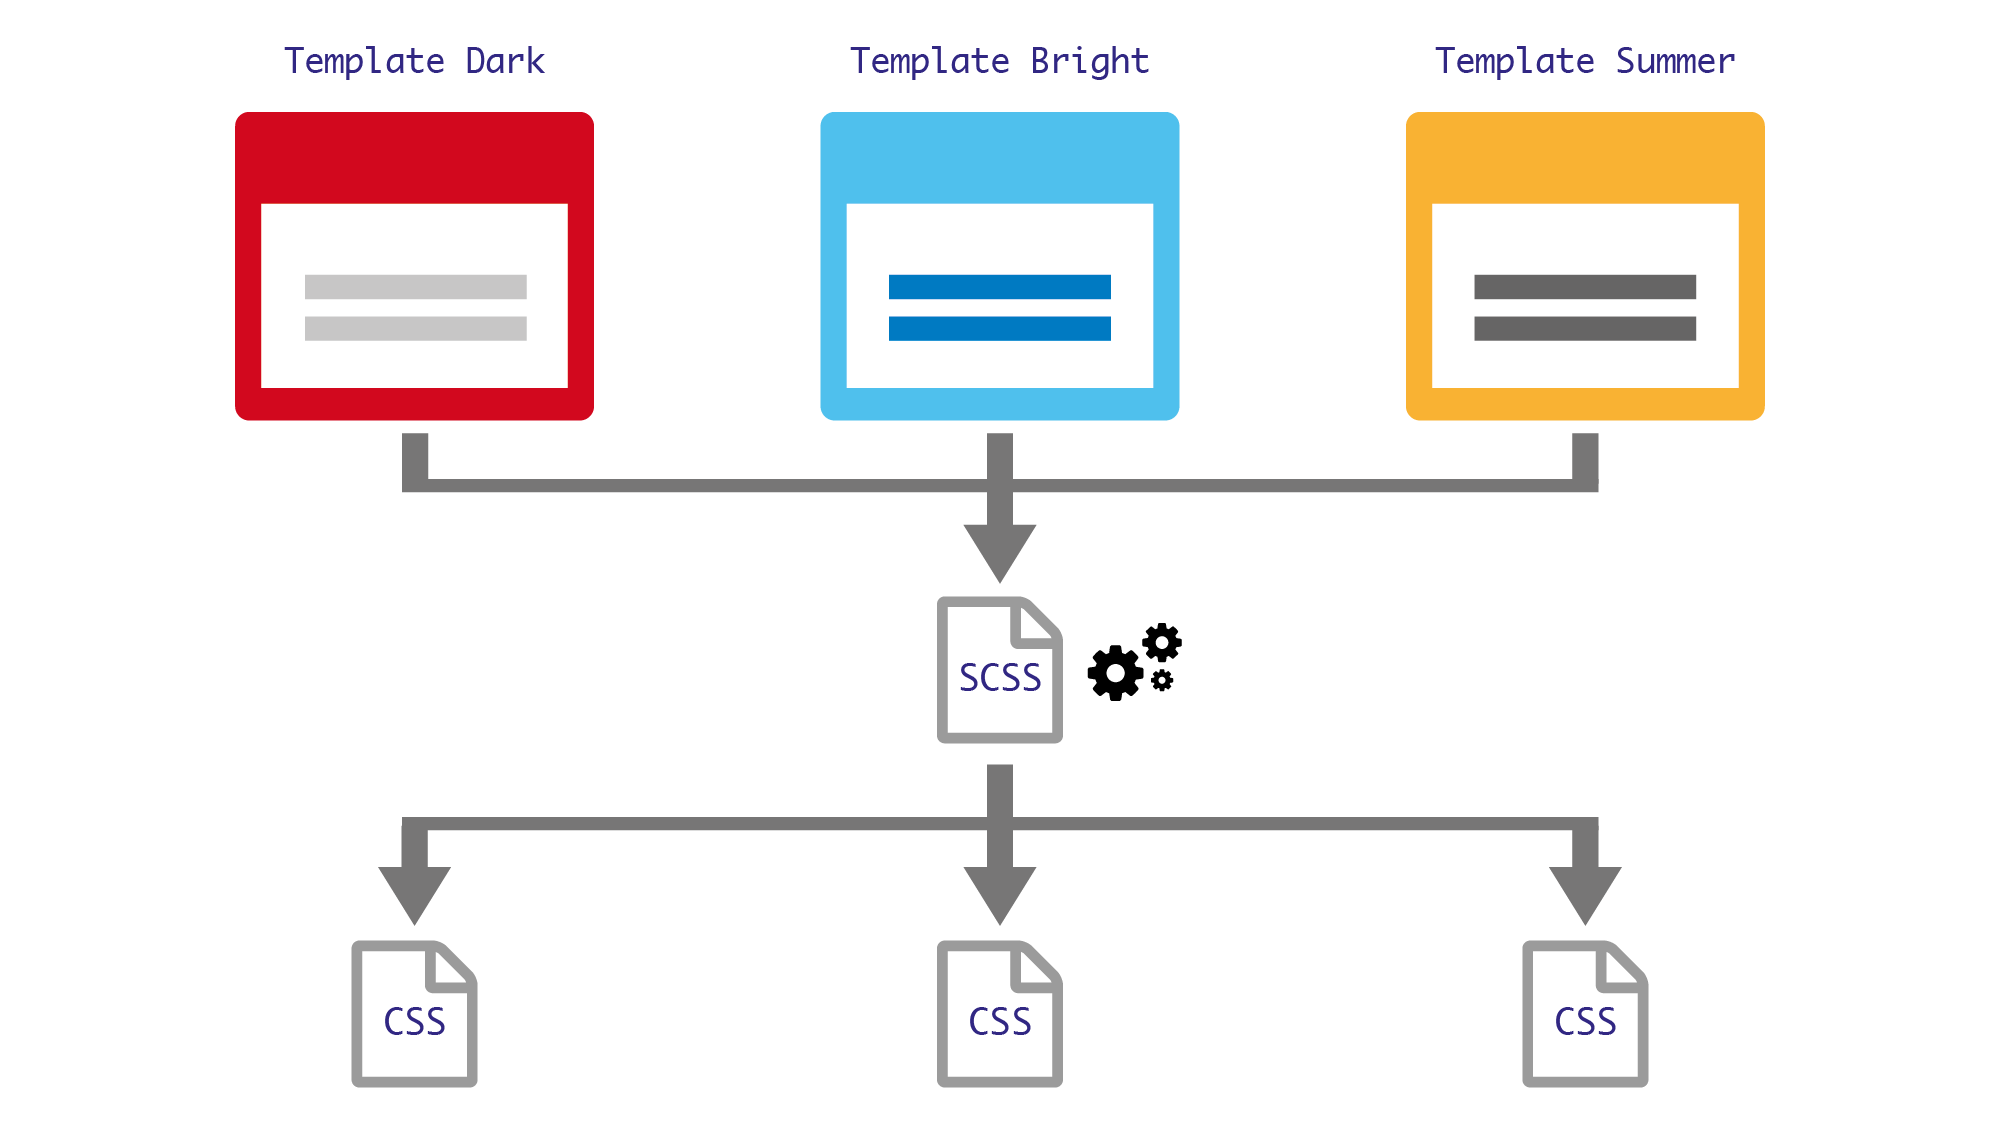 Template Dark
Template Bright
Template Summer
SCSS
CSS
CSS
CSS